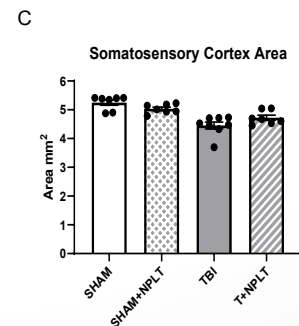 C
Somatosensory Cortex Area
Area mm²
6
5
4
3
2
1
0
SHAM
SHAM+NPLT
TBI
T+NPLT